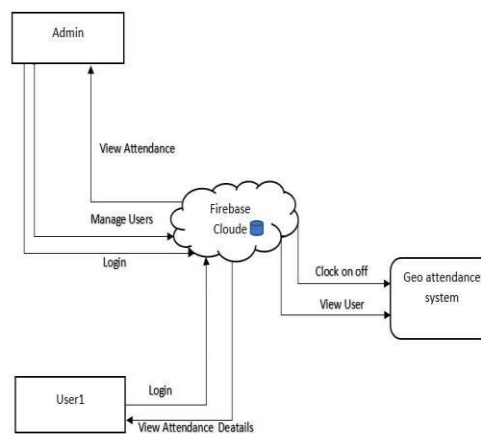 Admin
View Attendance
Firebase
Cloude
Manage Users
Login
Clock on off
Geo attendance
system
View User
Login
User1
View Attendance Deatails